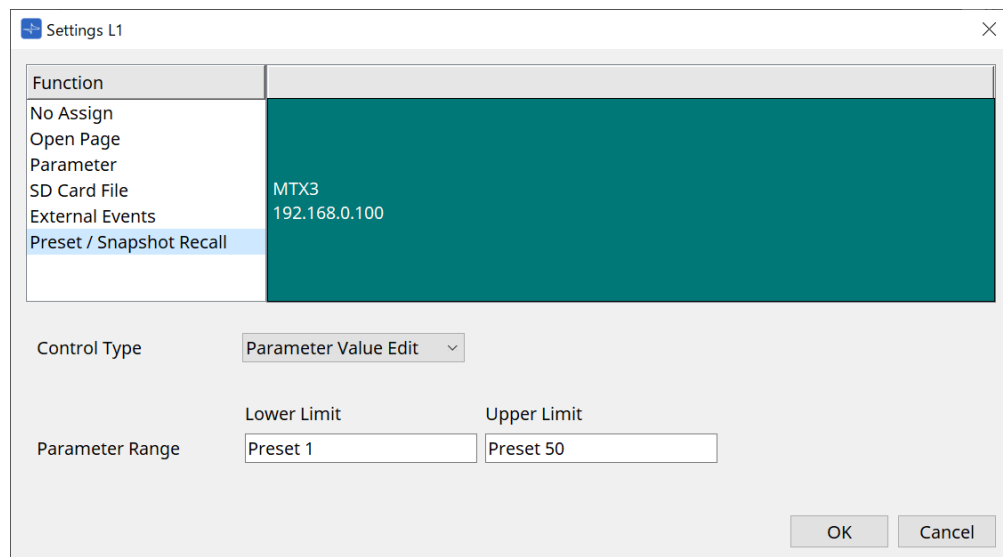 Settings L1
Function
No Assign
Open Page
Parameter
SD Card File
External Events
Preset / Snapshot Recall
MTX3
192.168.0.100
Control Type
Parameter Value Edit
Lower Limit
Upper Limit
Parameter Range
Preset 1
Preset 50
OK
Cancel